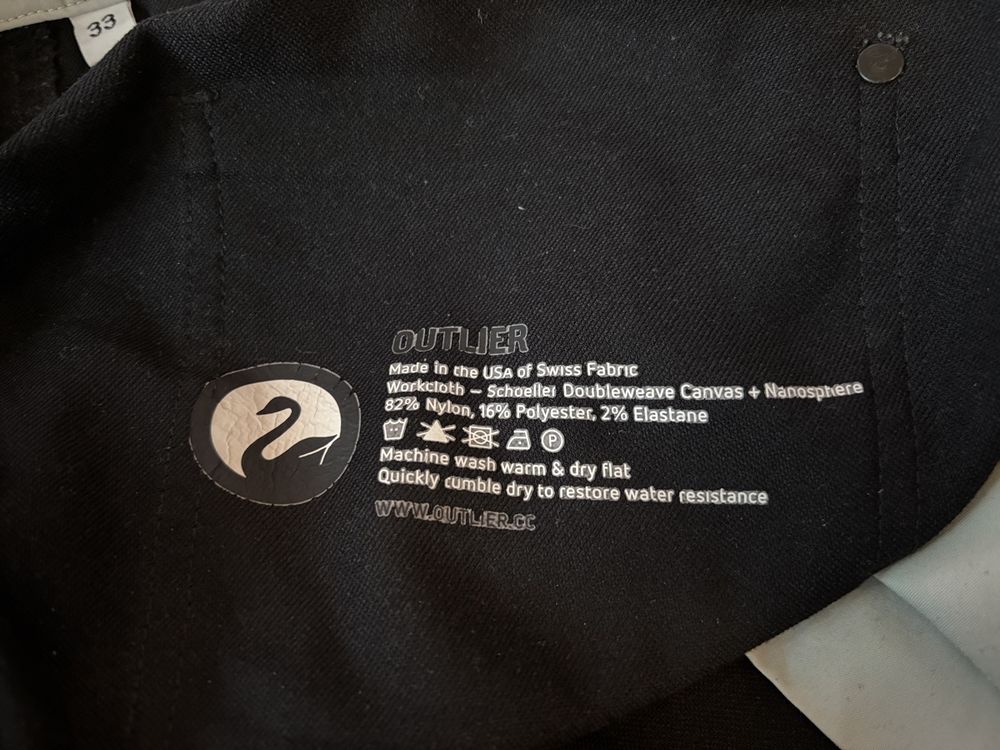 33
OUTLIER
Made in the USA of Swiss Fabric
Workcloth – Schoeller Doubleweave Canvas + Nanosphere
82% Nylon, 16% Polyester, 2% Elastane
P
Machine wash warm & dry flat
Quickly tumble dry to restore water resistance
WWW.OUTLIER.CC